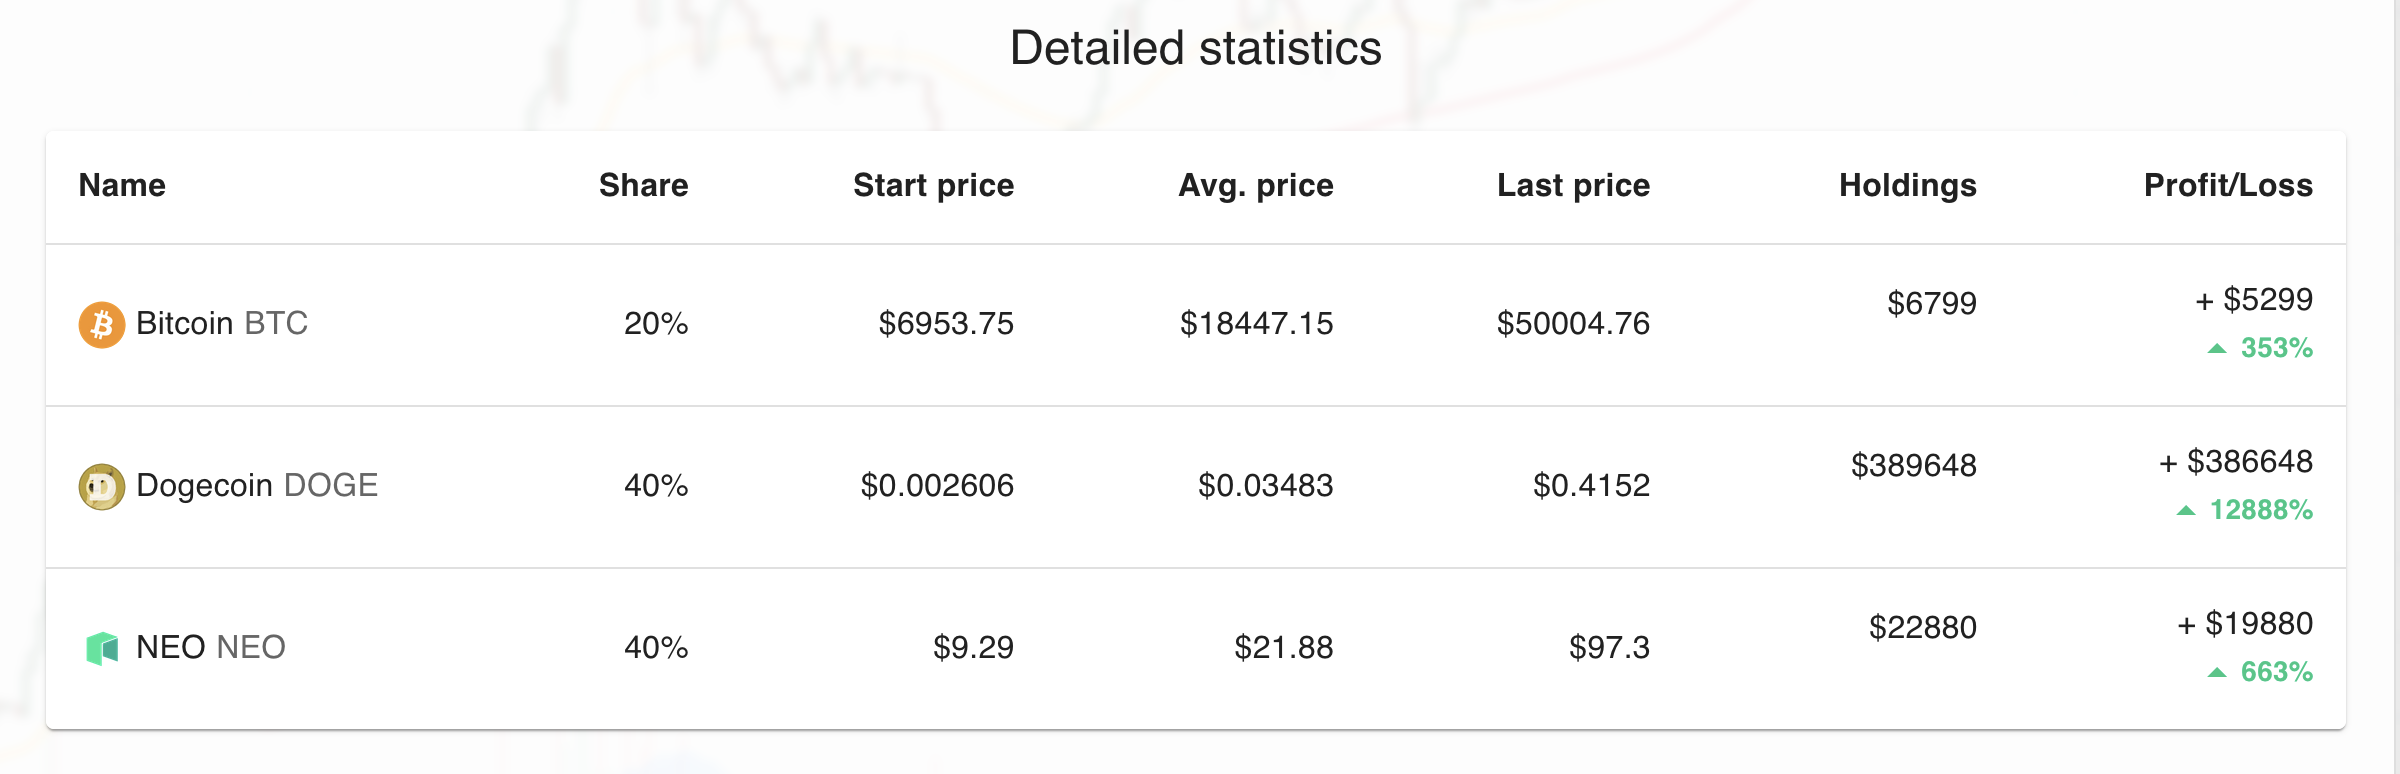 Detailed statistics
Name Share Start price Avg. price Last price Holdings Profit/Loss
Bitcoin BTC 20% $6953.75 $18447.15 $50004.76 $6799 + $5299
353%
Dogecoin DOGE 40% $0.002606 $0.03483 $0.4152 $389648 + $386648
12888%
NEO NEO 40% $9.29 $21.88 $97.3 $22880 + $19880
663%